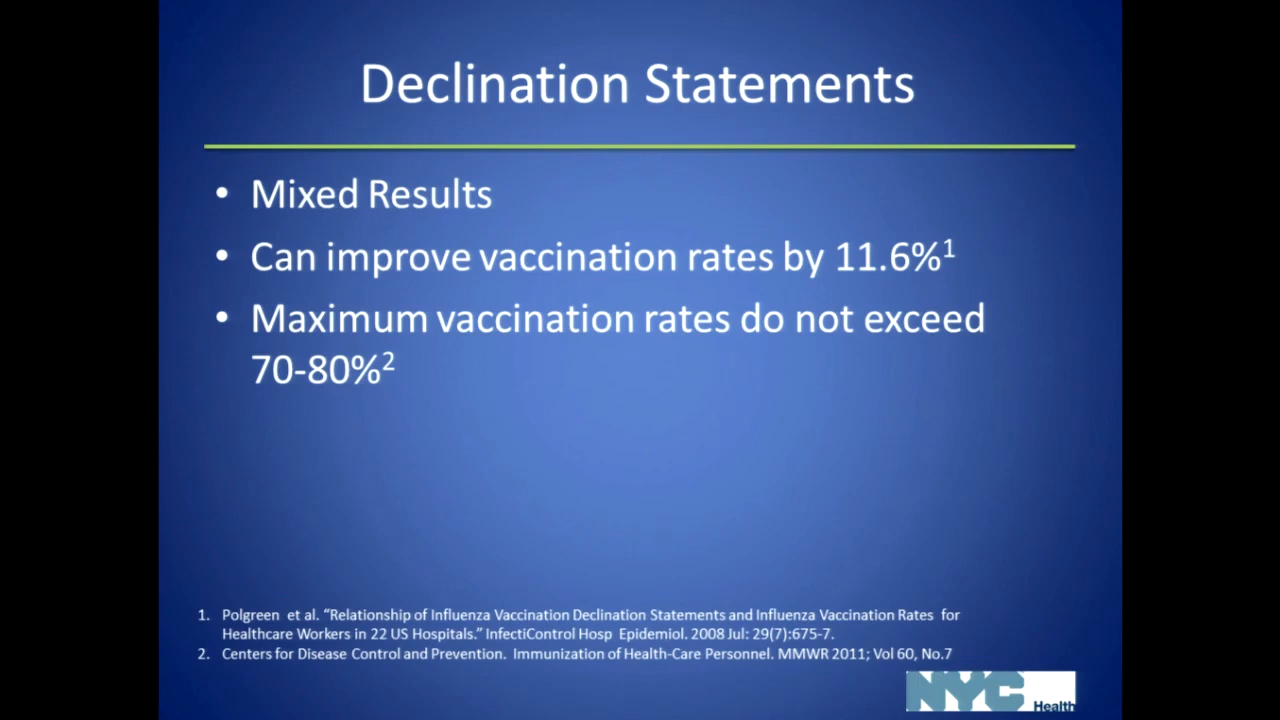 Declination Statements
• Mixed Results
• Can improve vaccination rates by 11.6%¹
• Maximum vaccination rates do not exceed
70-80%²
1. Polgreen et al. “Relationship of Influenza Vaccination Declination Statements and Influenza Vaccination Rates for
Healthcare Workers in 22 US Hospitals.” InfectiControl Hosp Epidemiol. 2008 Jul: 29(7):675-7.
2. Centers for Disease Control and Prevention. Immunization of Health-Care Personnel. MMWR 2011; Vol 60, No.7
NYC
Health